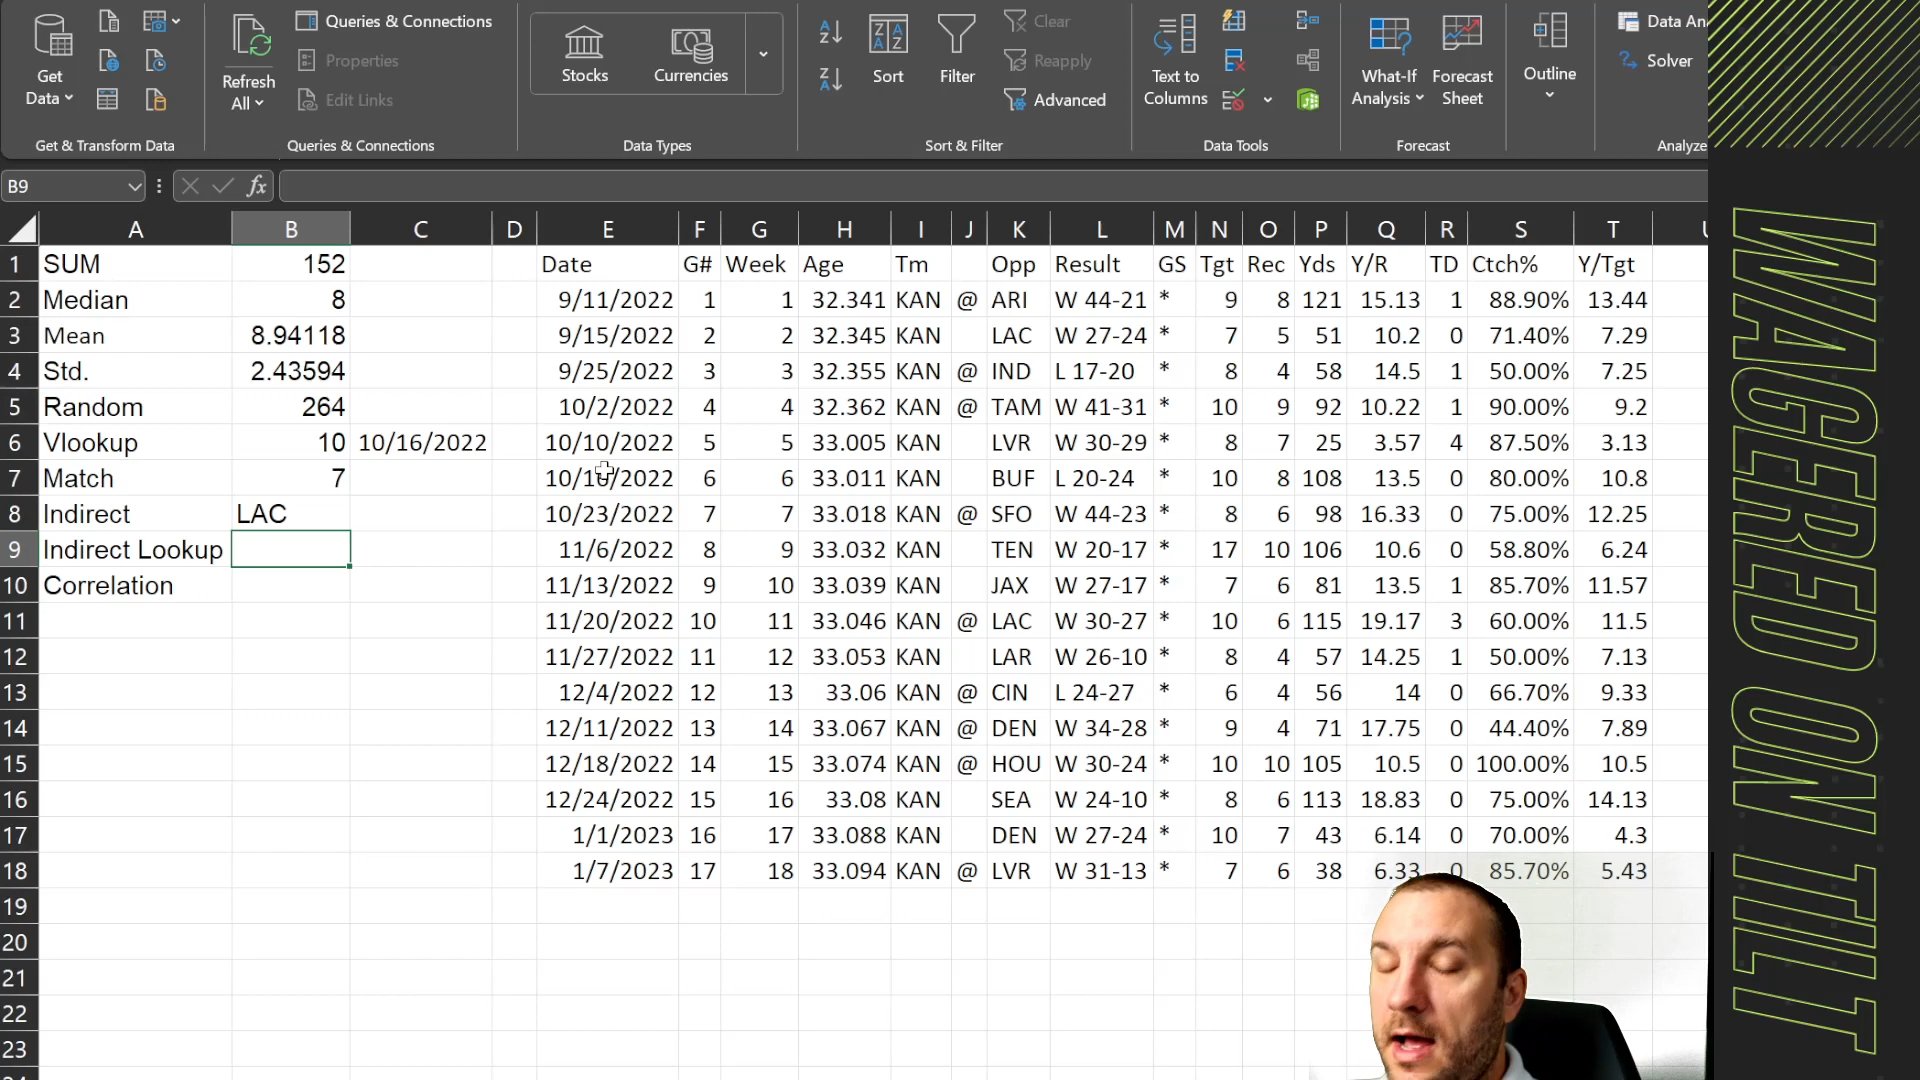 Get Data
Refresh All
Queries & Connections
Properties
Edit Links
Stocks
Currencies
Sort
Filter
Clear
Reapply
Advanced
Text to Columns
What-If Analysis
Forecast Sheet
Outline
Data An
Solver
Get & Transform Data
Queries & Connections
Data Types
Sort & Filter
Data Tools
Forecast
Analyze
B9
fx
A B C D E F G H I J K L M N O P Q R S T
1 SUM 152 Date G# Week Age Tm Opp Result GS Tgt Rec Yds Y/R TD Ctch% Y/Tgt
2 Median 8 9/11/2022 1 1 32.341 KAN @ ARI W 44-21 * 9 8 121 15.13 1 88.90% 13.44
3 Mean 8.94118 9/15/2022 2 2 32.345 KAN LAC W 27-24 * 7 5 51 10.2 0 71.40% 7.29
4 Std. 2.43594 9/25/2022 3 3 32.355 KAN @ IND L 17-20 * 8 4 58 14.5 1 50.00% 7.25
5 Random 264 10/2/2022 4 4 32.362 KAN @ TAM W 41-31 * 10 9 92 10.22 1 90.00% 9.2
6 Vlookup 10 10/16/2022 10/10/2022 5 5 33.005 KAN LVR W 30-29 * 8 7 25 3.57 4 87.50% 3.13
7 Match 7 10/16/2022 6 6 33.011 KAN BUF L 20-24 * 10 8 108 13.5 0 80.00% 10.8
8 Indirect LAC 10/23/2022 7 7 33.018 KAN @ SFO W 44-23 * 8 6 98 16.33 0 75.00% 12.25
9 Indirect Lookup 11/6/2022 8 9 33.032 KAN TEN W 20-17 * 17 10 106 10.6 0 58.80% 6.24
10 Correlation 11/13/2022 9 10 33.039 KAN JAX W 27-17 * 7 6 81 13.5 1 85.70% 11.57
11 11/20/2022 10 11 33.046 KAN @ LAC W 30-27 * 10 6 115 19.17 3 60.00% 11.5
12 11/27/2022 11 12 33.053 KAN LAR W 26-10 * 8 4 57 14.25 1 50.00% 7.13
13 12/4/2022 12 13 33.06 KAN @ CIN L 24-27 * 6 4 56 14 0 66.70% 9.33
14 12/11/2022 13 14 33.067 KAN @ DEN W 34-28 * 9 4 71 17.75 0 44.40% 7.89
15 12/18/2022 14 15 33.074 KAN @ HOU W 30-24 * 10 10 105 10.5 0 100.00% 10.5
16 12/24/2022 15 16 33.08 KAN SEA W 24-10 * 8 6 113 18.83 0 75.00% 14.13
17 1/1/2023 16 17 33.088 KAN DEN W 27-24 * 10 7 43 6.14 0 70.00% 4.3
18 1/7/2023 17 18 33.094 KAN @ LVR W 31-13 * 7 6 38 6.33 0 85.70% 5.43
19
20
21
22
23
WAGERED ON TILT